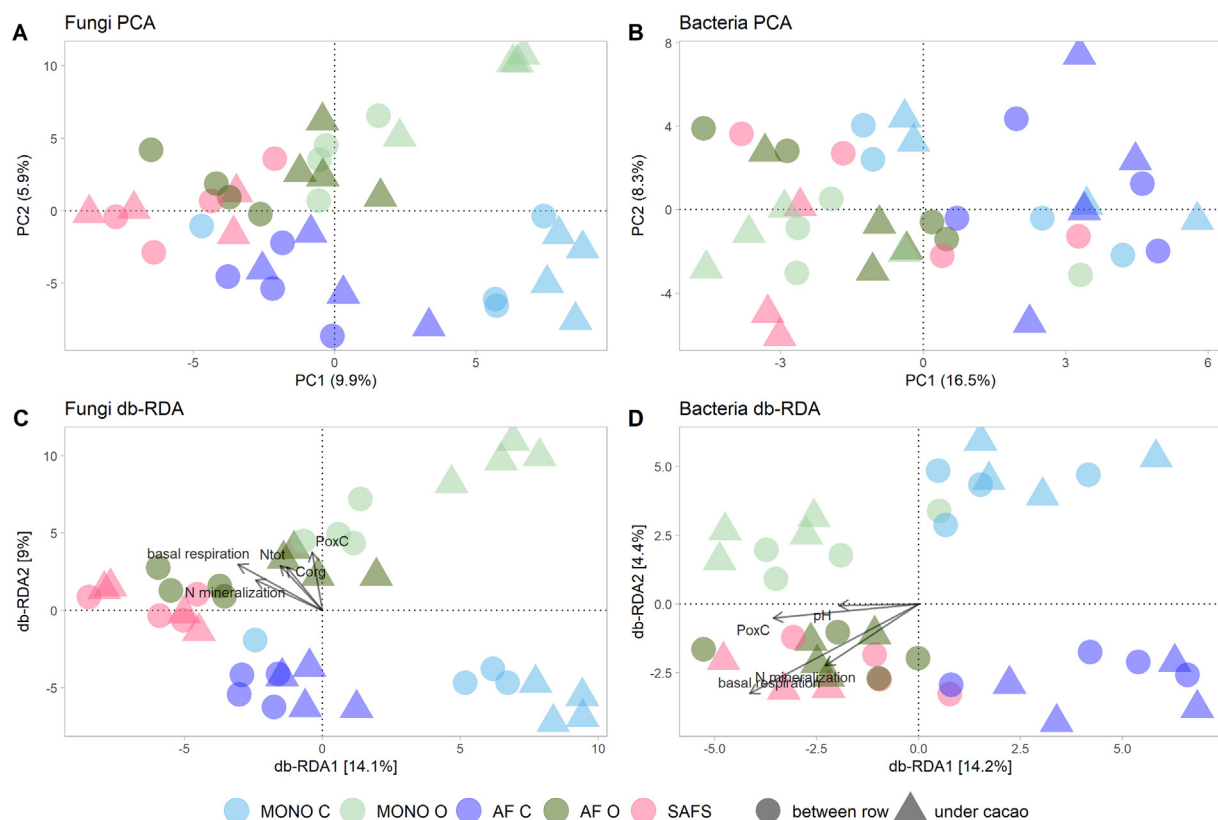 A Fungi PCA
PC2 (5.9%)
10
5
0
-5
-5 0 5
PC1 (9.9%)
B Bacteria PCA
PC2 (8.3%)
8
4
0
-4
-3 0 3 6
PC1 (16.5%)
C Fungi db-RDA
db-RDA2 [9%]
10
5
0
-5
basal respiration
Ntot
PoxC
Corg
N mineralization
-5 0 5 10
db-RDA1 [14.1%]
D Bacteria db-RDA
db-RDA2 [4.4%]
5.0
2.5
0.0
-2.5
-5.0
pH
PoxC
N mineralization
basal respiration
-5.0 -2.5 0.0 2.5 5.0
db-RDA1 [14.2%]
MONO C MONO O AF C AF O SAFS between row under cacao